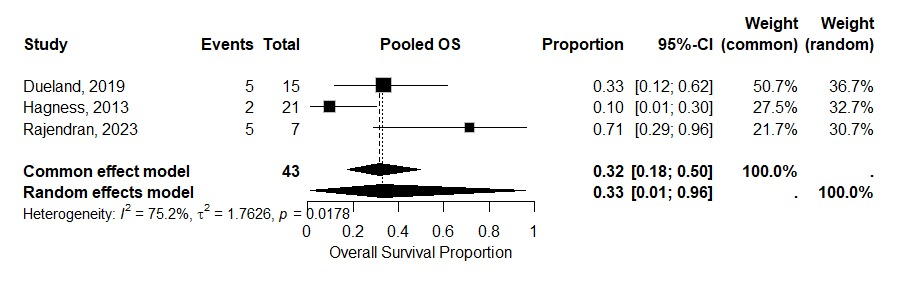 Weight Weight
Study Events Total Pooled OS Proportion 95%-CI (common) (random)
Dueland, 2019 5 15 0.33 [0.12; 0.62] 50.7% 36.7%
Hagness, 2013 2 21 0.10 [0.01; 0.30] 27.5% 32.7%
Rajendran, 2023 5 7 0.71 [0.29; 0.96] 21.7% 30.7%
Common effect model 43 0.32 [0.18; 0.50] 100.0% .
Random effects model 0.33 [0.01; 0.96] . 100.0%
Heterogeneity: I² = 75.2%, τ² = 1.7626, p = 0.0178
0 0.2 0.4 0.6 0.8 1
Overall Survival Proportion